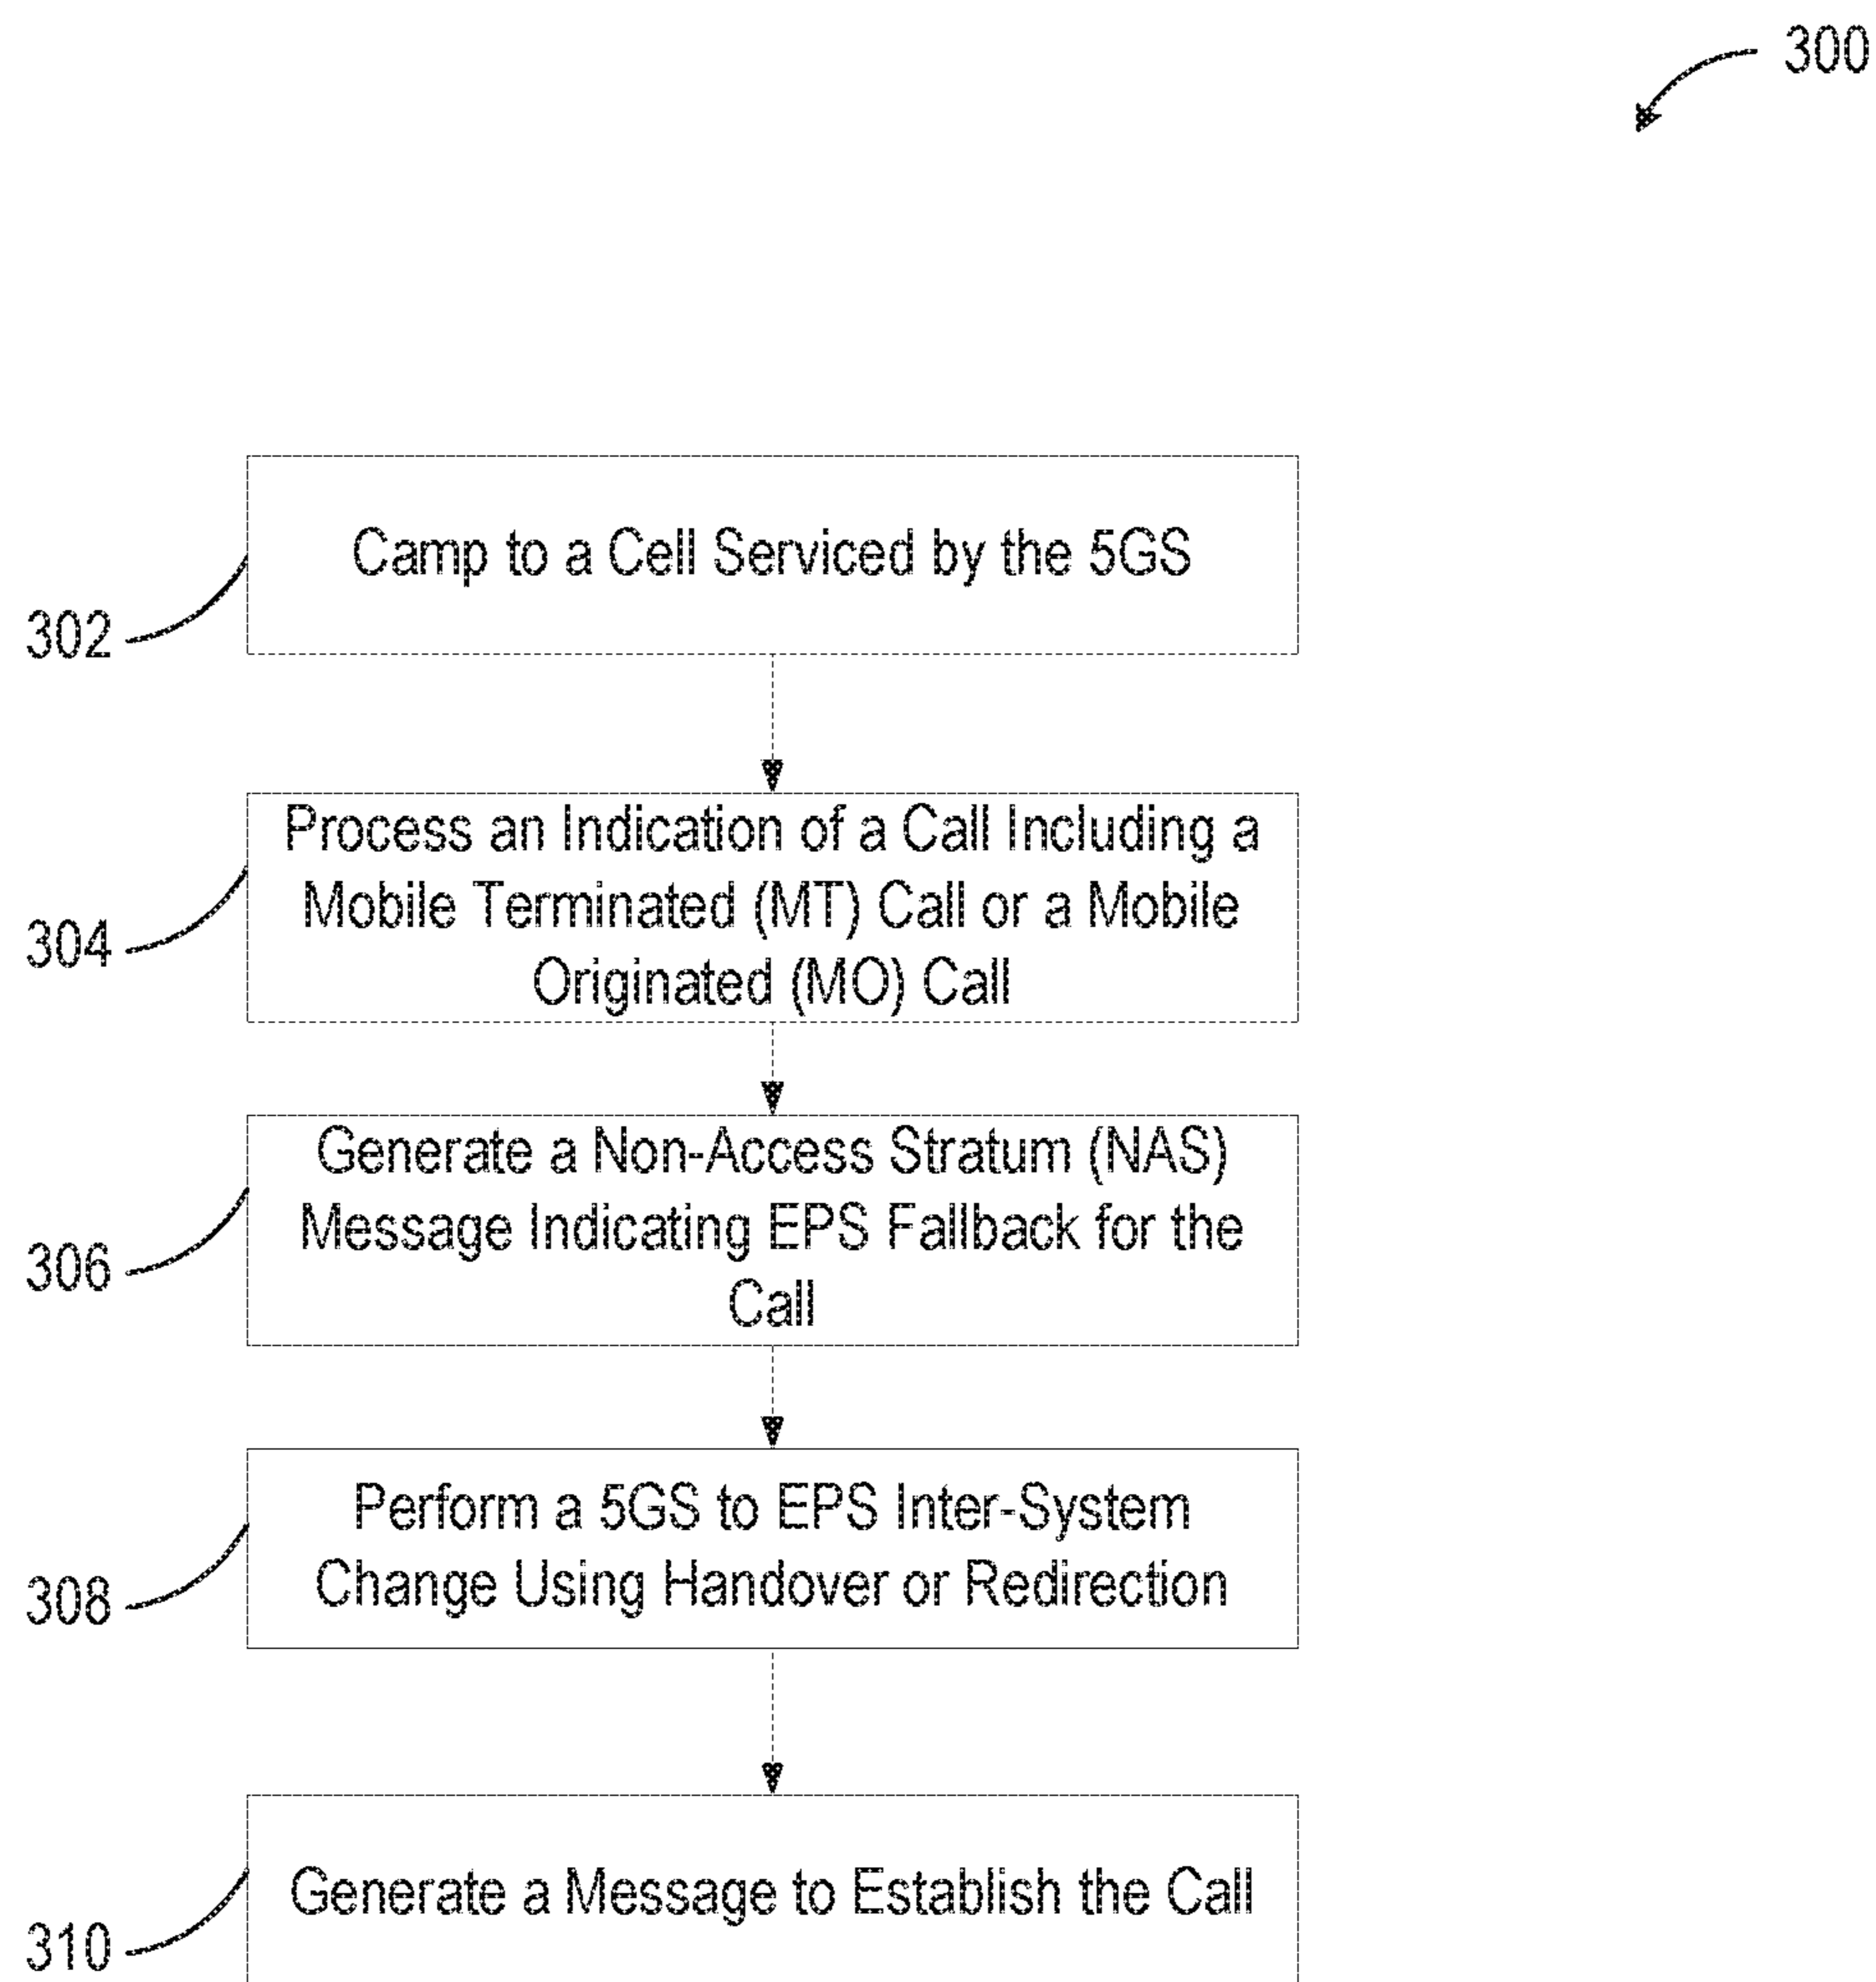 300
Camp to a Cell Serviced by the 5GS
302
Process an Indication of a Call Including a
Mobile Terminated (MT) Call or a Mobile
Originated (MO) Call
304
Generate a Non-Access Stratum (NAS)
Message Indicating EPS Fallback for the
Call
306
Perform a 5GS to EPS Inter-System
Change Using Handover or Redirection
308
Generate a Message to Establish the Call
310